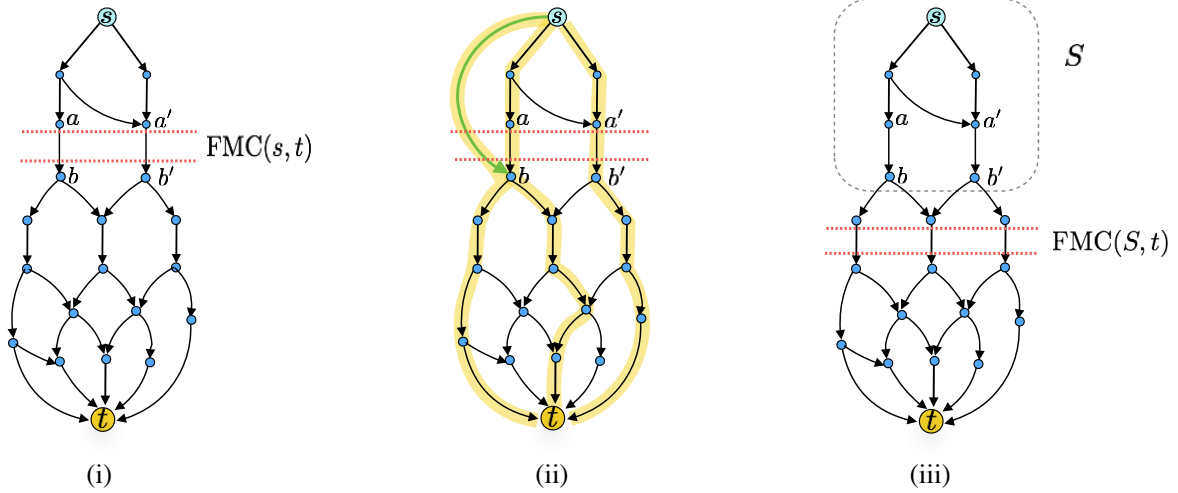 s
a
a′
FMC(s, t)
b
b′
t
(i)
s
a
a′
b
b′
t
(ii)
s
S
a
a′
b
b′
FMC(S, t)
t
(iii)